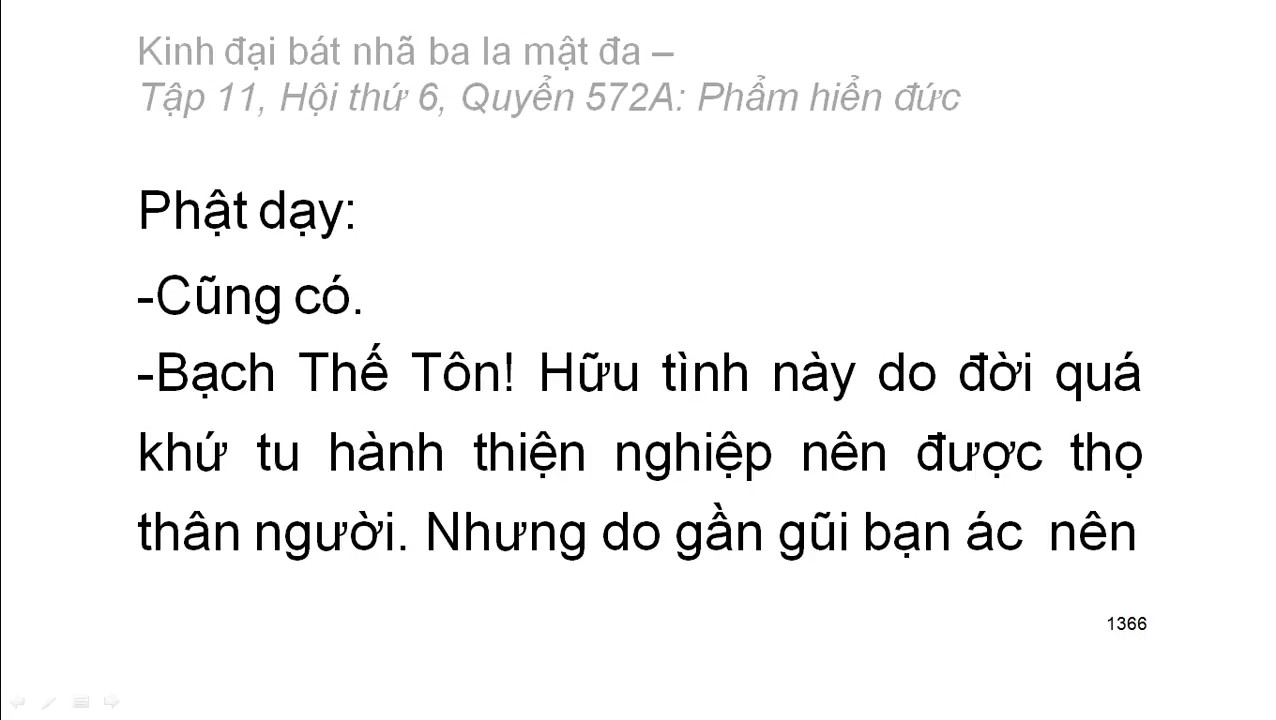 Kinh đại bát nhã ba la mật đa –
Tập 11, Hội thứ 6, Quyển 572A: Phẩm hiển đức
Phật dạy:
-Cũng có.
-Bạch Thế Tôn! Hữu tình này do đời quá
khứ tu hành thiện nghiệp nên được thọ
thân người. Nhưng do gần gũi bạn ác nên
1366